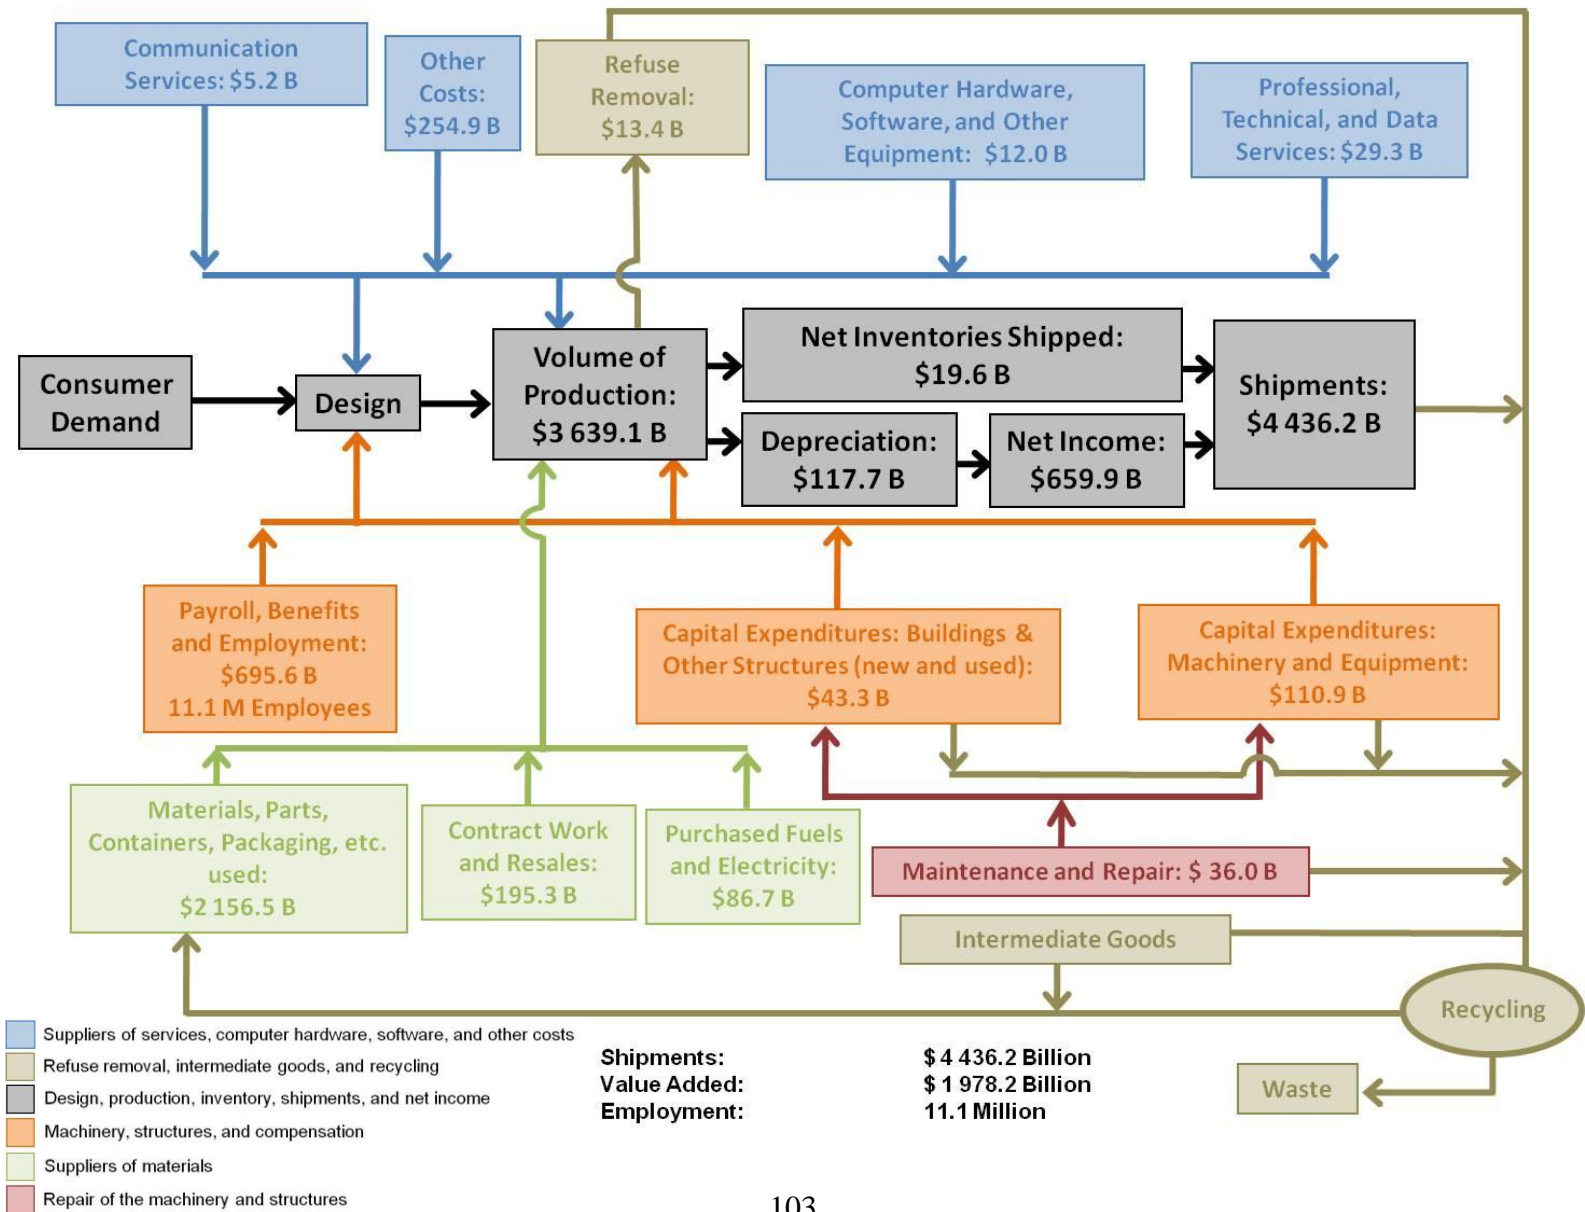 Communication
Services: $5.2 B
Other
Costs:
$254.9 B
Refuse
Removal:
$13.4 B
Computer Hardware,
Software, and Other
Equipment: $12.0 B
Professional,
Technical, and Data
Services: $29.3 B
Consumer
Demand
Design
Volume of
Production:
$3 639.1 B
Net Inventories Shipped:
$19.6 B
Depreciation:
$117.7 B
Net Income:
$659.9 B
Shipments:
$4 436.2 B
Payroll, Benefits
and Employment:
$695.6 B
11.1 M Employees
Capital Expenditures: Buildings &
Other Structures (new and used):
$43.3 B
Capital Expenditures:
Machinery and Equipment:
$110.9 B
Materials, Parts,
Containers, Packaging, etc.
used:
$2 156.5 B
Contract Work
and Resales:
$195.3 B
Purchased Fuels
and Electricity:
$86.7 B
Maintenance and Repair: $ 36.0 B
Intermediate Goods
Recycling
Waste
Suppliers of services, computer hardware, software, and other costs
Refuse removal, intermediate goods, and recycling
Design, production, inventory, shipments, and net income
Machinery, structures, and compensation
Suppliers of materials
Repair of the machinery and structures
Shipments: $ 4 436.2 Billion
Value Added: $ 1 978.2 Billion
Employment: 11.1 Million
103